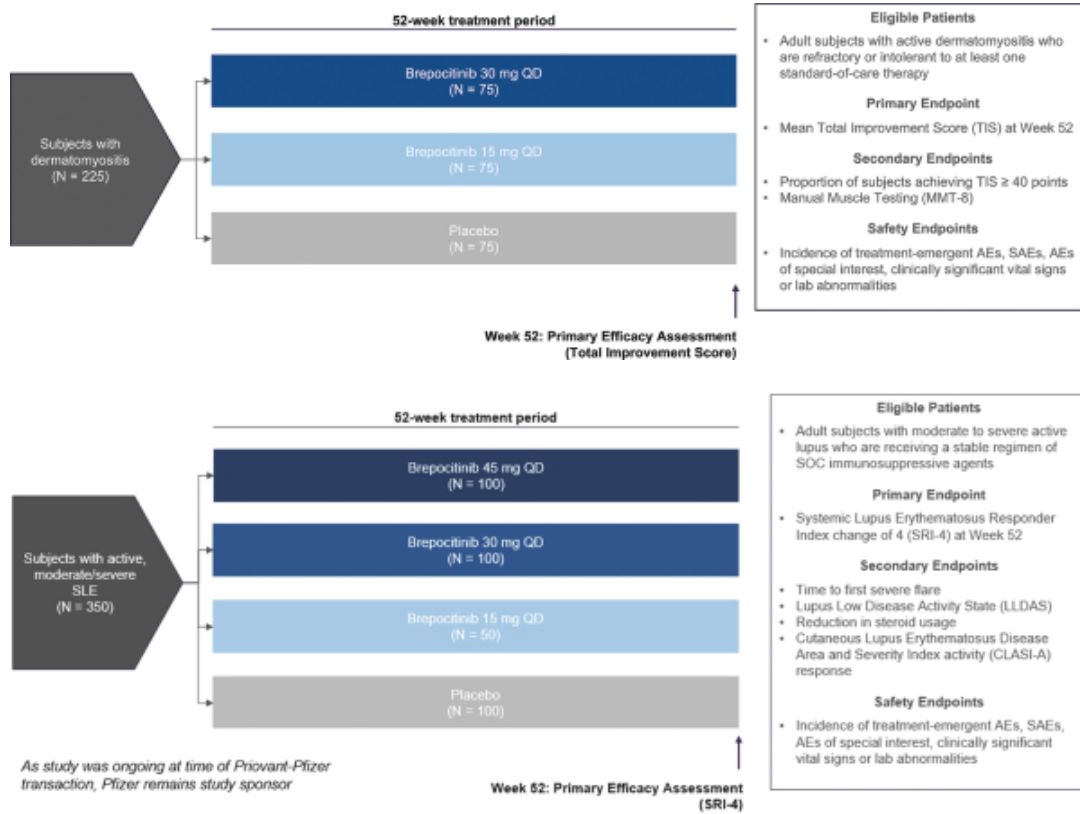 52-week treatment period
Subjects with
dermatomyositis
(N = 225)
Brepocitinib 30 mg QD
(N = 75)
Brepocitinib 15 mg QD
(N = 75)
Placebo
(N = 75)
Week 52: Primary Efficacy Assessment
(Total Improvement Score)
Eligible Patients
• Adult subjects with active dermatomyositis who
are refractory or intolerant to at least one
standard-of-care therapy
Primary Endpoint
• Mean Total Improvement Score (TIS) at Week 52
Secondary Endpoints
• Proportion of subjects achieving TIS ≥ 40 points
• Manual Muscle Testing (MMT-8)
Safety Endpoints
• Incidence of treatment-emergent AEs, SAEs, AEs
of special interest, clinically significant vital signs
or lab abnormalities
52-week treatment period
Subjects with active,
moderate/severe
SLE
(N = 350)
Brepocitinib 45 mg QD
(N = 100)
Brepocitinib 30 mg QD
(N = 100)
Brepocitinib 15 mg QD
(N = 50)
Placebo
(N = 100)
As study was ongoing at time of Priovant-Pfizer
transaction, Pfizer remains study sponsor
Week 52: Primary Efficacy Assessment
(SRI-4)
Eligible Patients
• Adult subjects with moderate to severe active
lupus who are receiving a stable regimen of
SOC immunosuppressive agents
Primary Endpoint
• Systemic Lupus Erythematosus Responder
Index change of 4 (SRI-4) at Week 52
Secondary Endpoints
• Time to first severe flare
• Lupus Low Disease Activity State (LLDAS)
• Reduction in steroid usage
• Cutaneous Lupus Erythematosus Disease
Area and Severity Index activity (CLASI-A)
response
Safety Endpoints
• Incidence of treatment-emergent AEs, SAEs,
AEs of special interest, clinically significant
vital signs or lab abnormalities